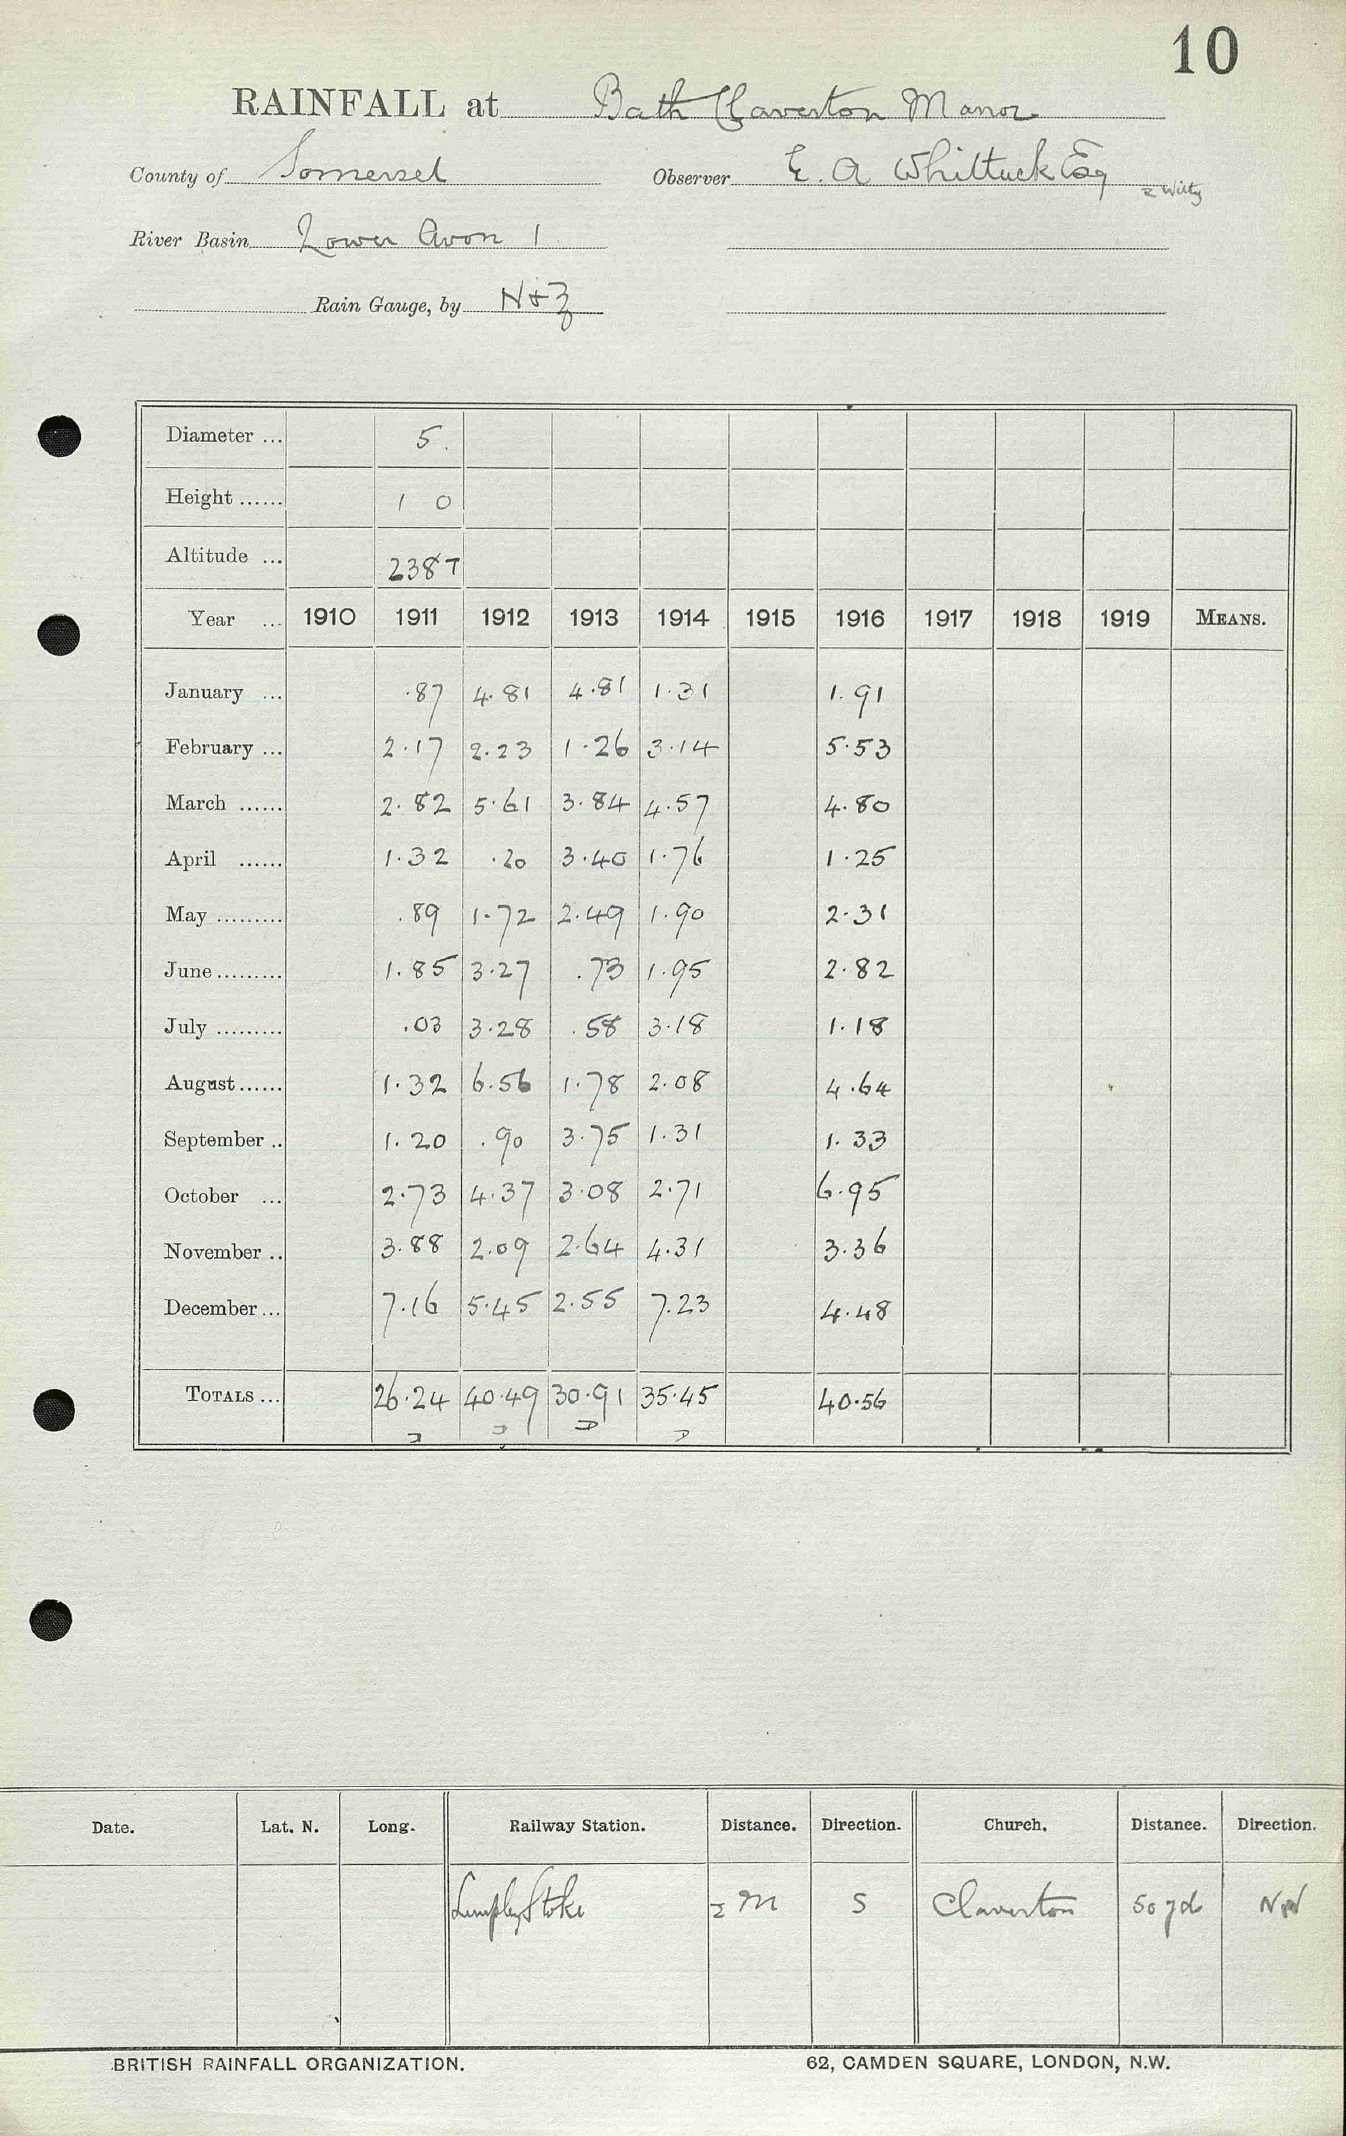 10
RAINFALL at Bath Claverton Manor
County of Somerset Observer E. A Whittuck Esq
River Basin Lower Avon 1
Rain Gauge, by N+Z
Diameter ... 5.
Height ...... 1 0
Altitude ... 238 T
Year ... 1910 1911 1912 1913 1914 1915 1916 1917 1918 1919 MEANS.
January ... .87 4.81 4.81 1.31 1.91
February ... 2.17 2.23 1.26 3.14 5.53
March ...... 2.82 5.61 3.84 4.57 4.80
April ...... 1.32 .20 3.40 1.76 1.25
May ......... .89 1.72 2.49 1.90 2.31
June ......... 1.85 3.27 .73 1.95 2.82
July ......... .03 3.28 .58 3.18 1.18
August ...... 1.32 6.56 1.78 2.08 4.64
September .. 1.20 .90 3.75 1.31 1.33
October ... 2.73 4.37 3.08 2.71 6.95
November .. 3.88 2.09 2.64 4.31 3.36
December ... 7.16 5.45 2.55 7.23 4.48
TOTALS ... 26.24 40.49 30.91 35.45 40.56
Date. Lat. N. Long. Railway Station. Distance. Direction. Church. Distance. Direction.
Limpley Stoke M S Claverton 50 yds NW
BRITISH RAINFALL ORGANIZATION. 62, CAMDEN SQUARE, LONDON, N.W.